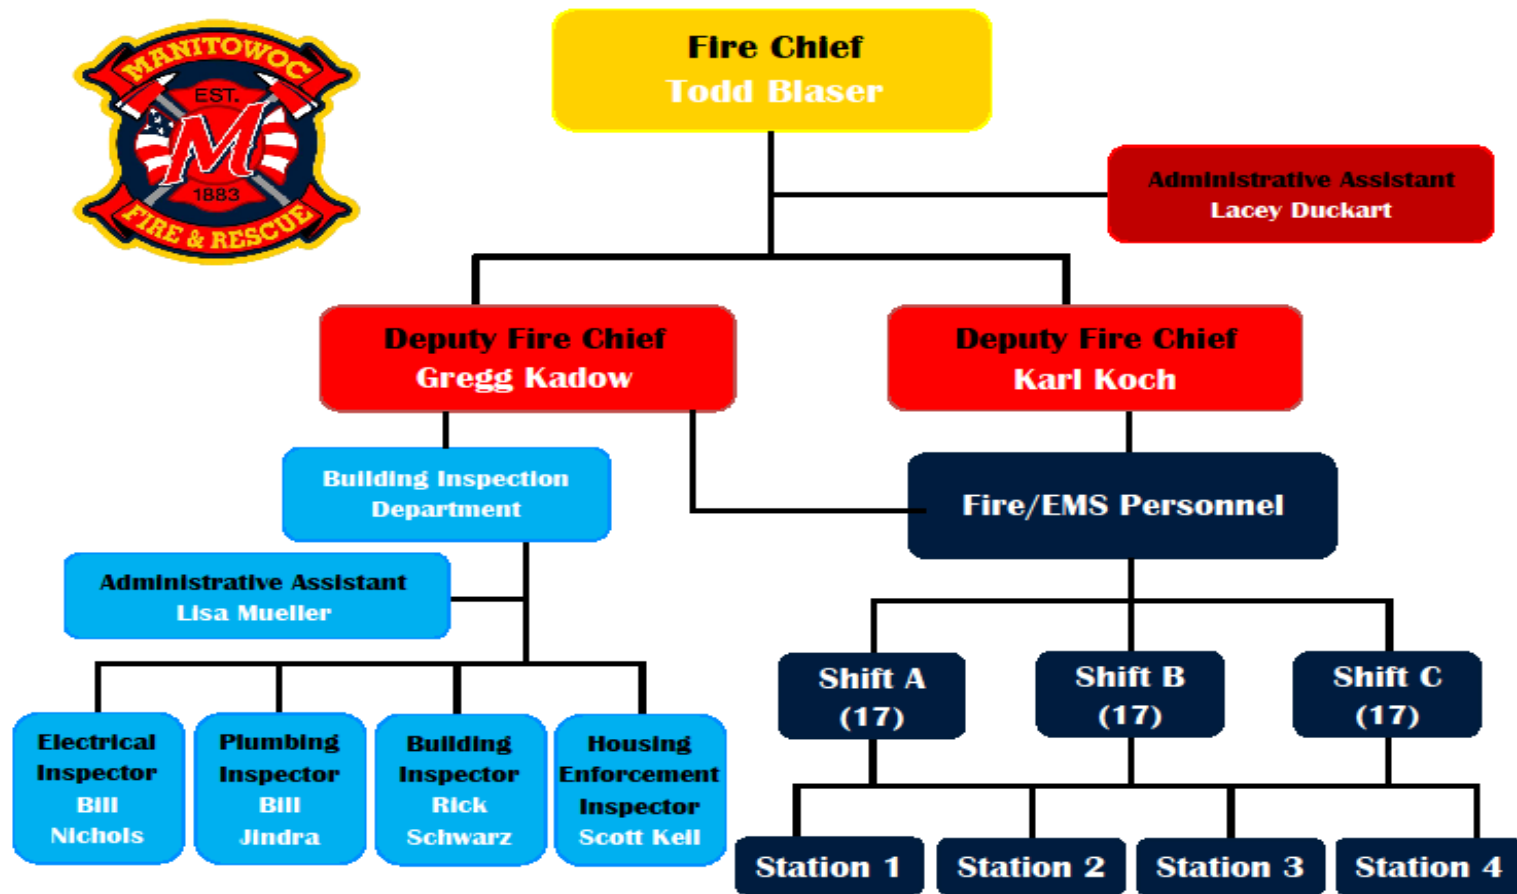 MANITOWOC
EST.
M
1883
FIRE & RESCUE
Fire Chief
Todd Blaser
Administrative Assistant
Lacey Duckart
Deputy Fire Chief
Gregg Kadow
Deputy Fire Chief
Karl Koch
Building Inspection
Department
Fire/EMS Personnel
Administrative Assistant
Lisa Mueller
Electrical
Inspector
Bill
Nichols
Plumbing
Inspector
Bill
Jindra
Building
Inspector
Rick
Schwarz
Housing
Enforcement
Inspector
Scott Keil
Shift A
(17)
Shift B
(17)
Shift C
(17)
Station 1
Station 2
Station 3
Station 4